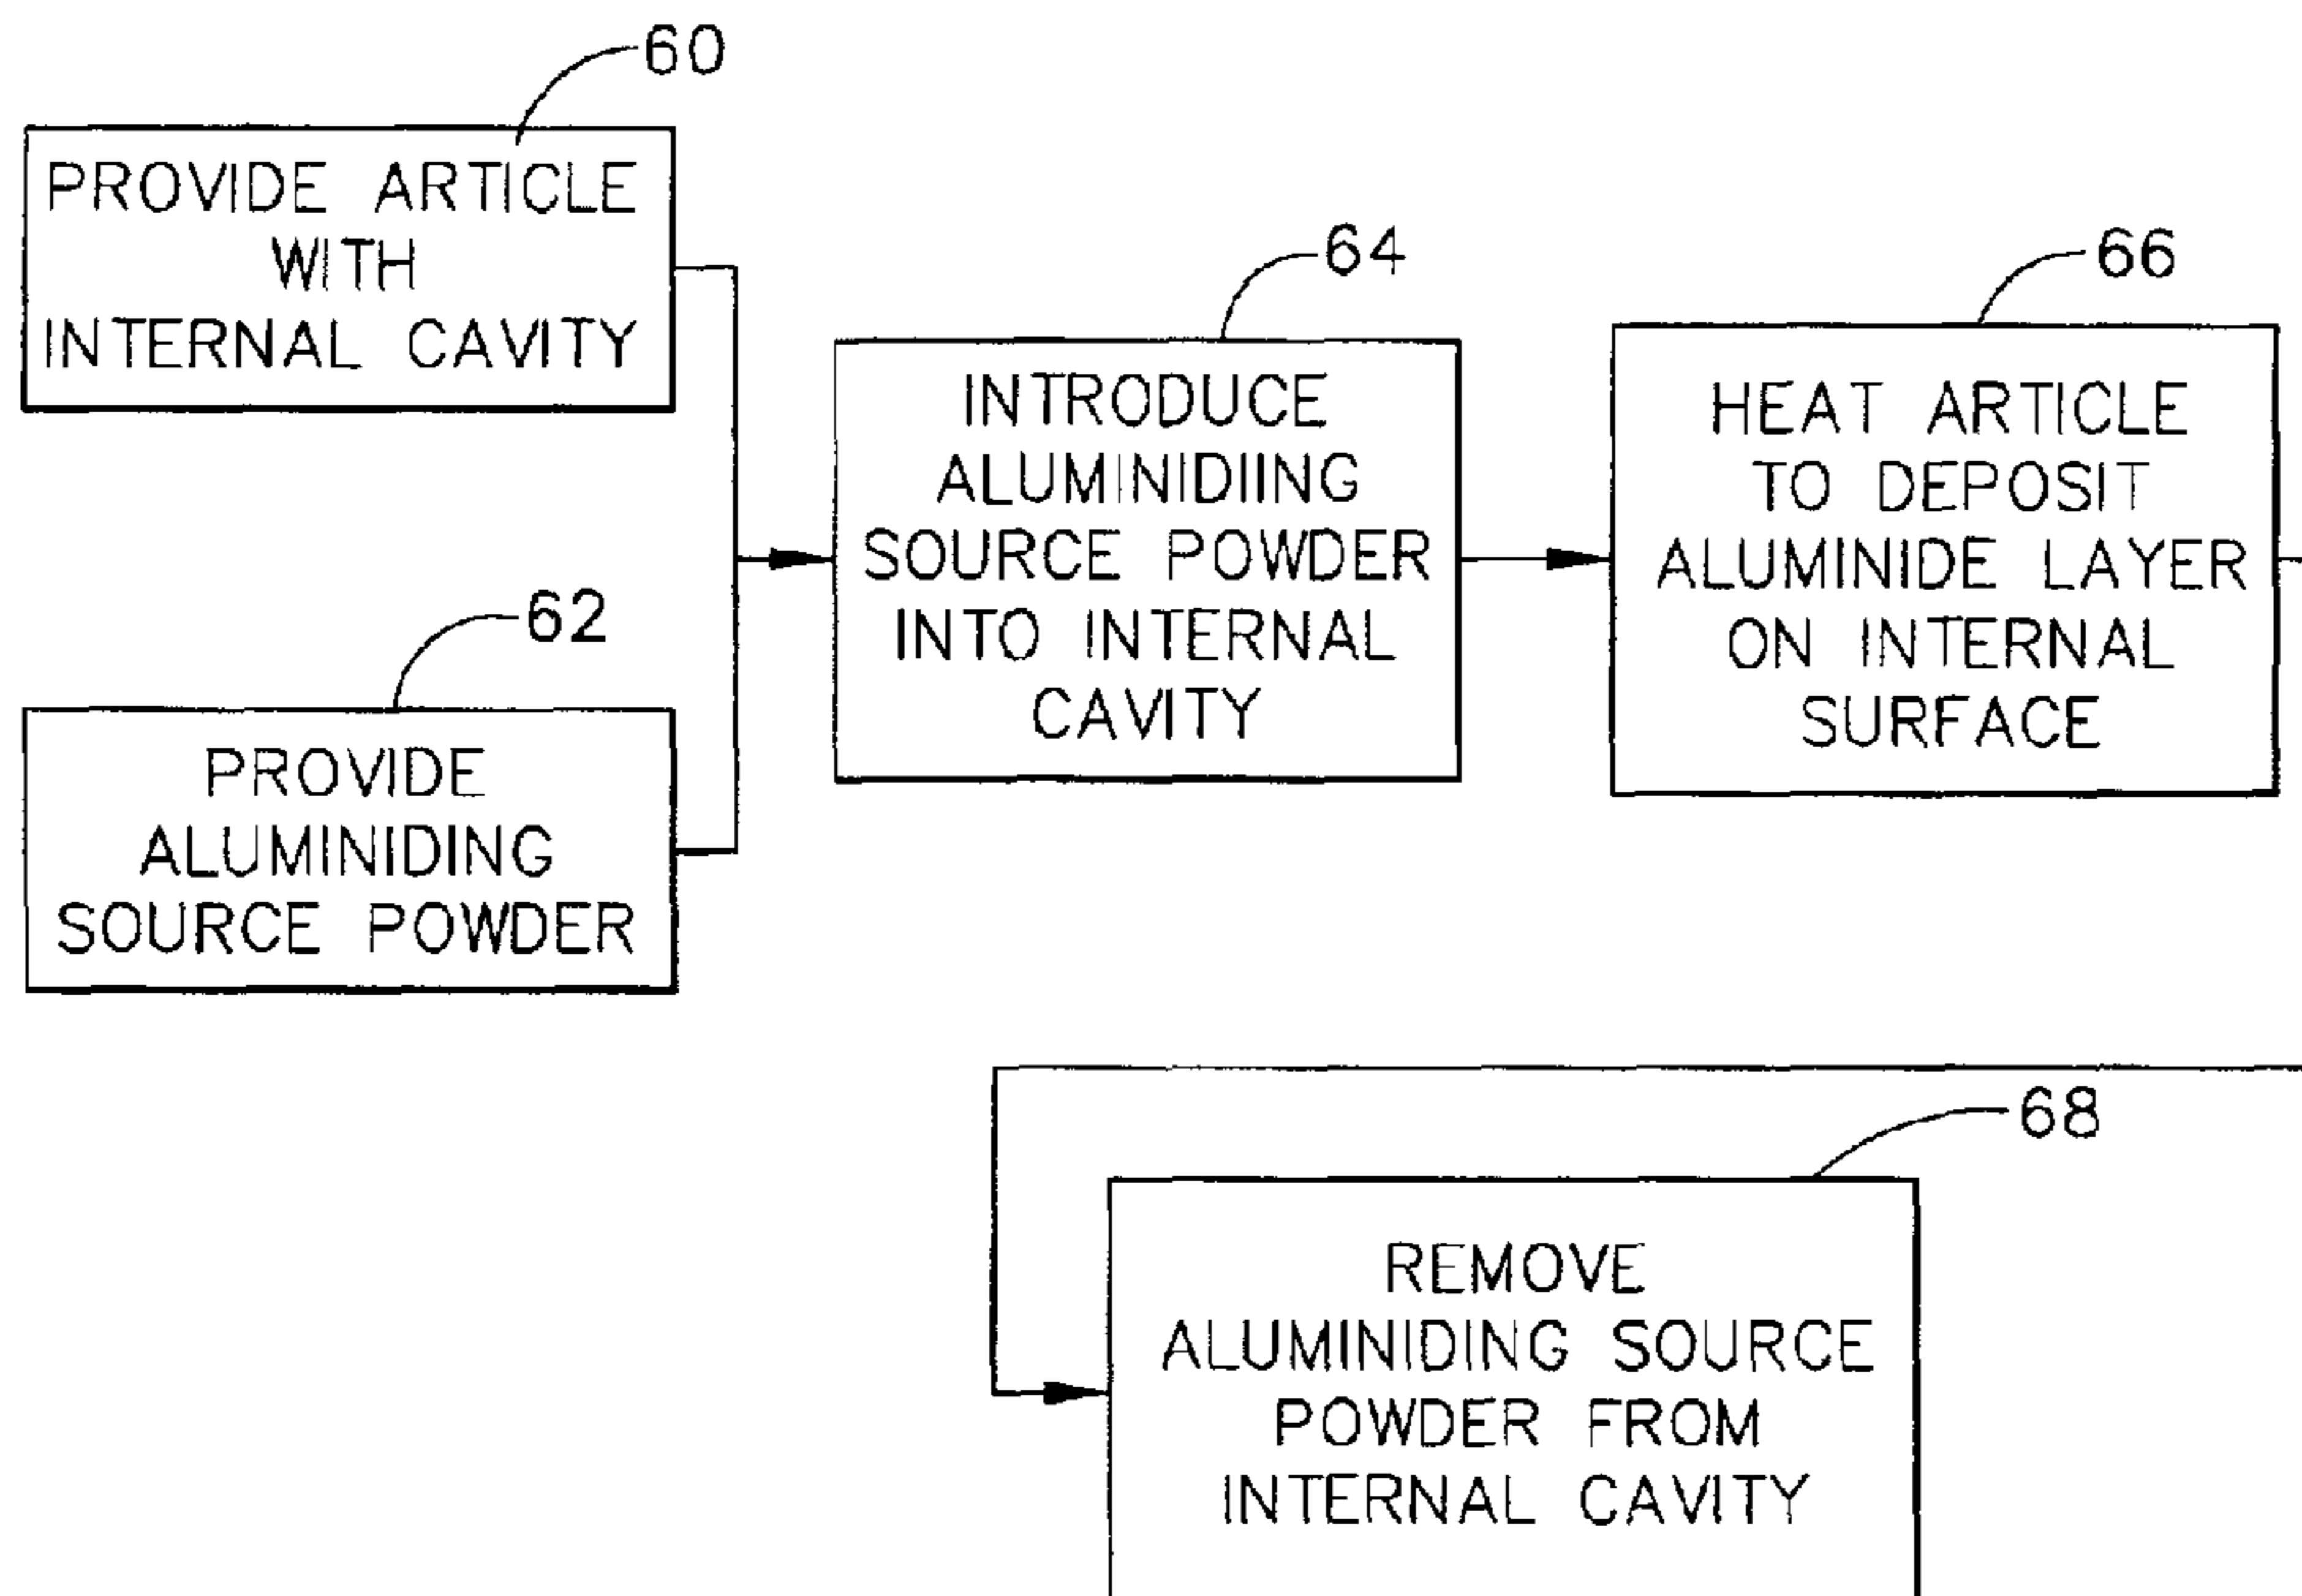 60
PROVIDE ARTICLE
WITH
INTERNAL CAVITY
62
PROVIDE
ALUMINIDING
SOURCE POWDER
64
INTRODUCE
ALUMINIDIING
SOURCE POWDER
INTO INTERNAL
CAVITY
66
HEAT ARTICLE
TO DEPOSIT
ALUMINIDE LAYER
ON INTERNAL
SURFACE
68
REMOVE
ALUMINIDING SOURCE
POWDER FROM
INTERNAL CAVITY